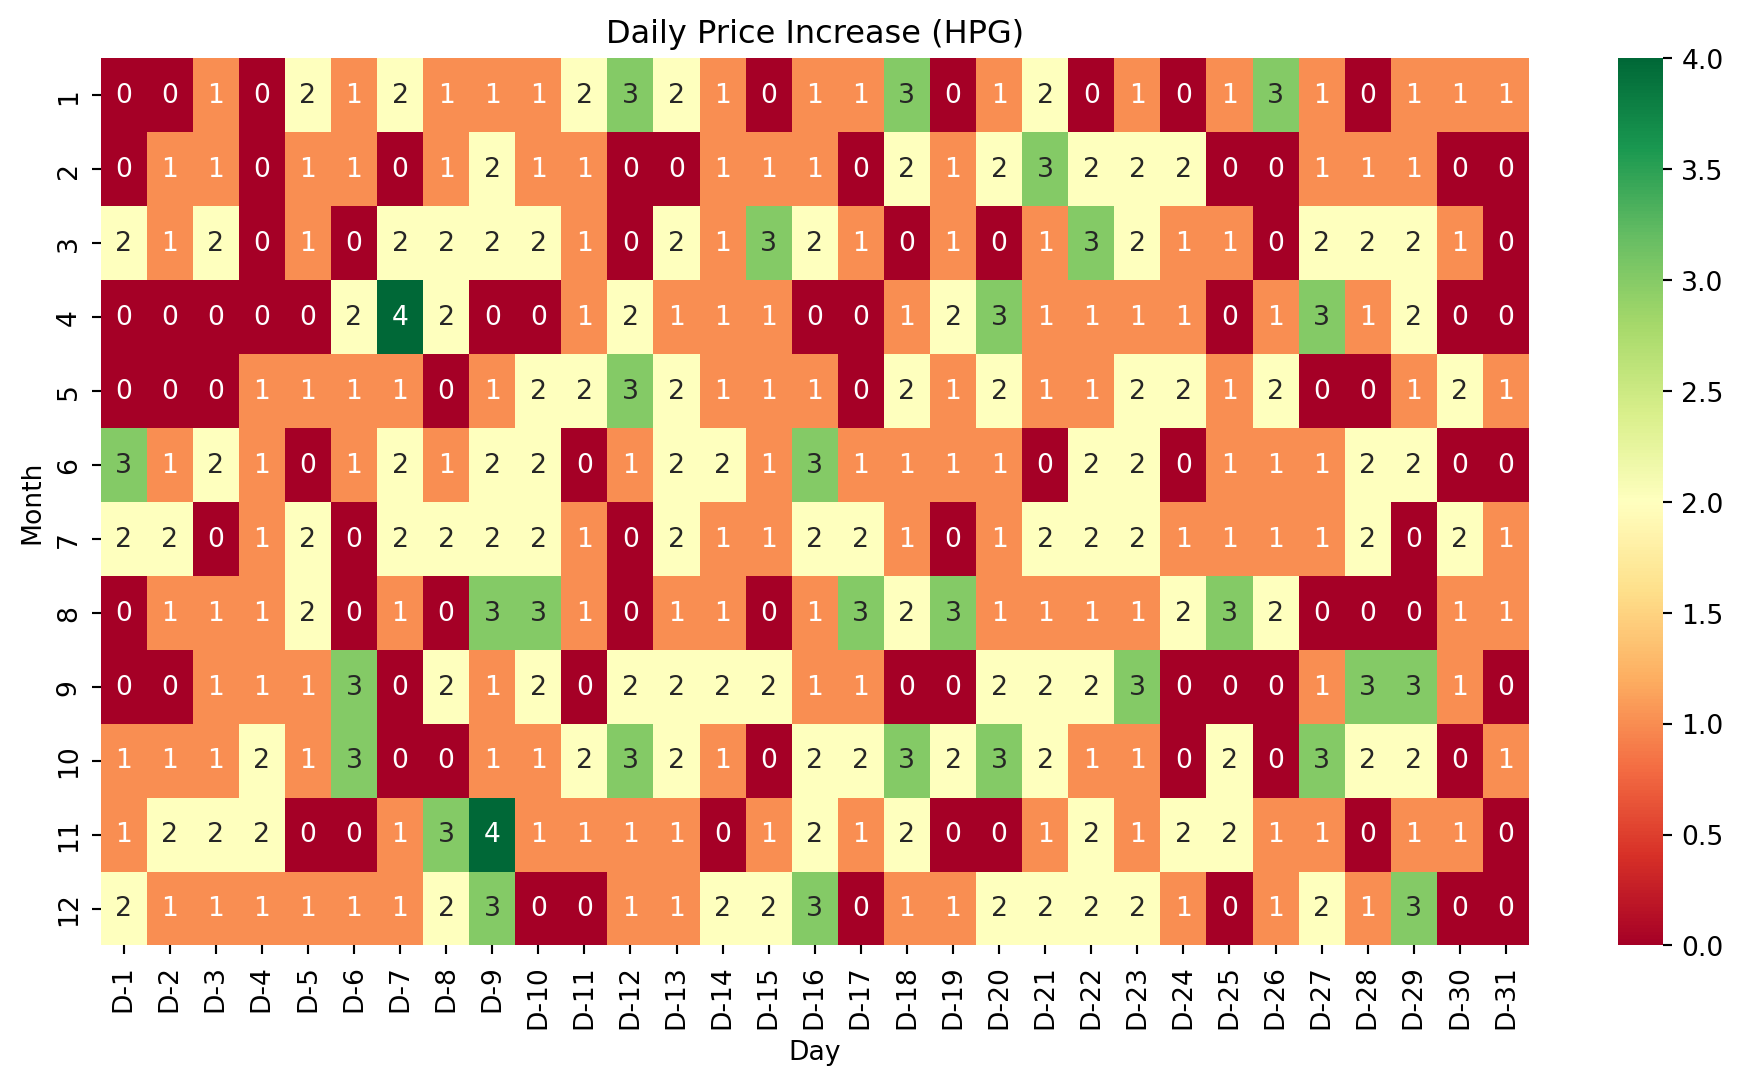 Daily Price Increase (HPG)
1 0 0 1 0 2 1 2 1 1 1 2 3 2 1 0 1 1 3 0 1 2 0 1 0 1 3 1 0 1 1 1
2 0 1 1 0 1 1 0 1 2 1 1 0 0 1 1 1 0 2 1 2 3 2 2 2 0 0 1 1 1 0 0
3 2 1 2 0 1 0 2 2 2 2 1 0 2 1 3 2 1 0 1 0 1 3 2 1 1 0 2 2 2 1 0
4 0 0 0 0 0 2 4 2 0 0 1 2 1 1 1 0 0 1 2 3 1 1 1 1 0 1 3 1 2 0 0
5 0 0 0 1 1 1 1 0 1 2 2 3 2 1 1 1 0 2 1 2 1 1 2 2 1 2 0 0 1 2 1
6 3 1 2 1 0 1 2 1 2 2 0 1 2 2 1 3 1 1 1 1 0 2 2 0 1 1 1 2 2 0 0
7 2 2 0 1 2 0 2 2 2 2 1 0 2 1 1 2 2 1 0 1 2 2 2 1 1 1 1 2 0 2 1
8 0 1 1 1 2 0 1 0 3 3 1 0 1 1 0 1 3 2 3 1 1 1 1 2 3 2 0 0 0 1 1
9 0 0 1 1 1 3 0 2 1 2 0 2 2 2 2 1 1 0 0 2 2 2 3 0 0 0 1 3 3 1 0
10 1 1 1 2 1 3 0 0 1 1 2 3 2 1 0 2 2 3 2 3 2 1 1 0 2 0 3 2 2 0 1
11 1 2 2 2 0 0 1 3 4 1 1 1 1 0 1 2 1 2 0 0 1 2 1 2 2 1 1 0 1 1 0
12 2 1 1 1 1 1 1 2 3 0 0 1 1 2 2 3 0 1 1 2 2 2 2 1 0 1 2 1 3 0 0
Month
D-1 D-2 D-3 D-4 D-5 D-6 D-7 D-8 D-9 D-10 D-11 D-12 D-13 D-14 D-15 D-16 D-17 D-18 D-19 D-20 D-21 D-22 D-23 D-24 D-25 D-26 D-27 D-28 D-29 D-30 D-31
Day
4.0
3.5
3.0
2.5
2.0
1.5
1.0
0.5
0.0